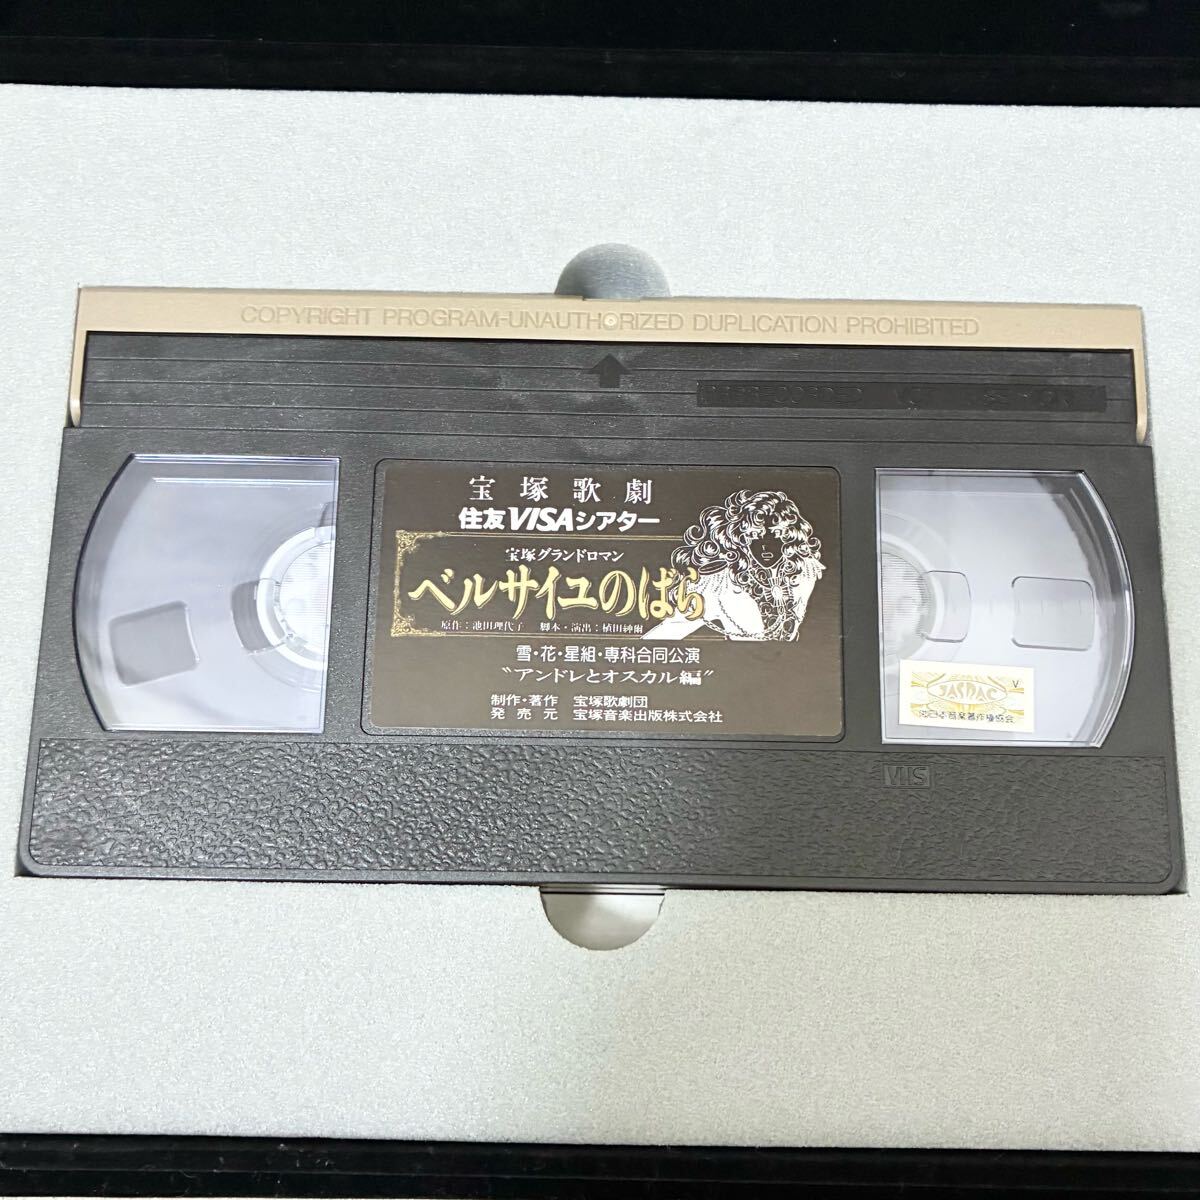 COPYRIGHT PROGRAM-UNAUTHORIZED DUPLICATION PROHIBITED
宝塚歌劇
住友VISAシアター
宝塚グランドロマン
ベルサイユのばら
原作:池田理代子 脚本・演出:植田紳爾
雪・花・星組・専科合同公演
"アンドレとオスカル編"
制作・著作 宝塚歌劇団
発売元 宝塚音楽出版株式会社
V
JASRAC
VHS